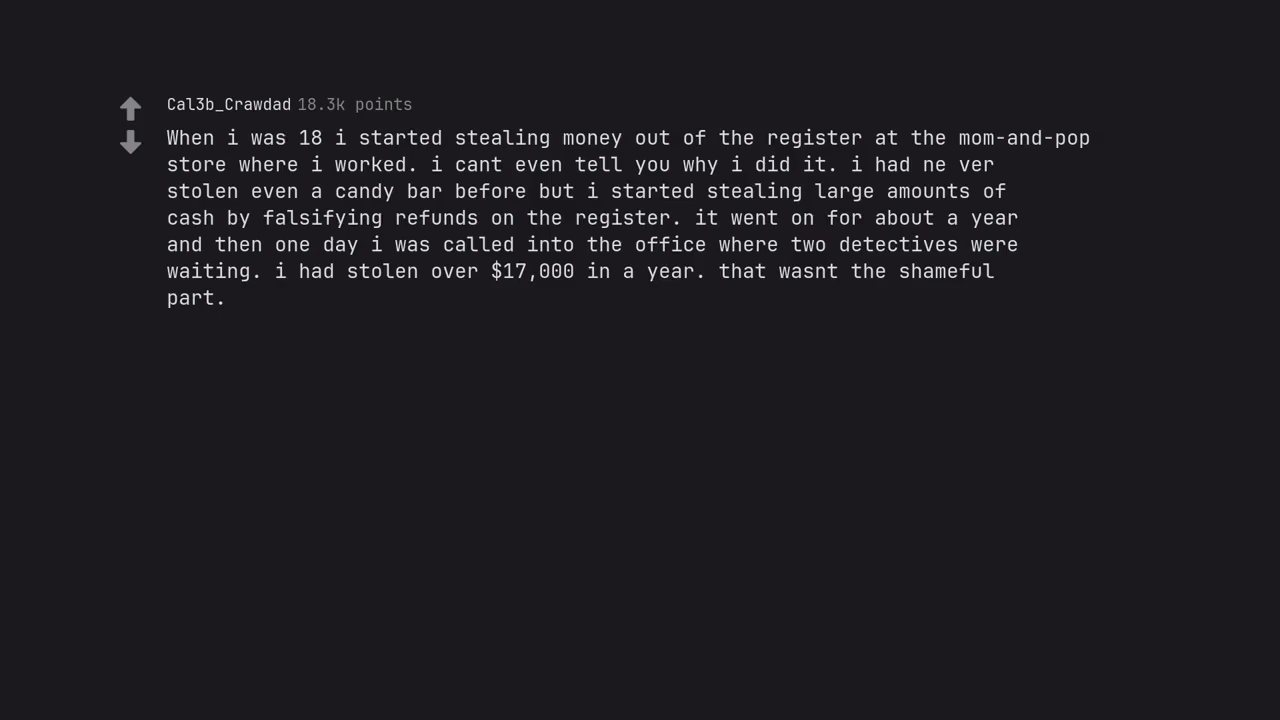 Cal3b_Crawdad 18.3k points
When i was 18 i started stealing money out of the register at the mom-and-pop
store where i worked. i cant even tell you why i did it. i had ne ver
stolen even a candy bar before but i started stealing large amounts of
cash by falsifying refunds on the register. it went on for about a year
and then one day i was called into the office where two detectives were
waiting. i had stolen over $17,000 in a year. that wasnt the shameful
part.